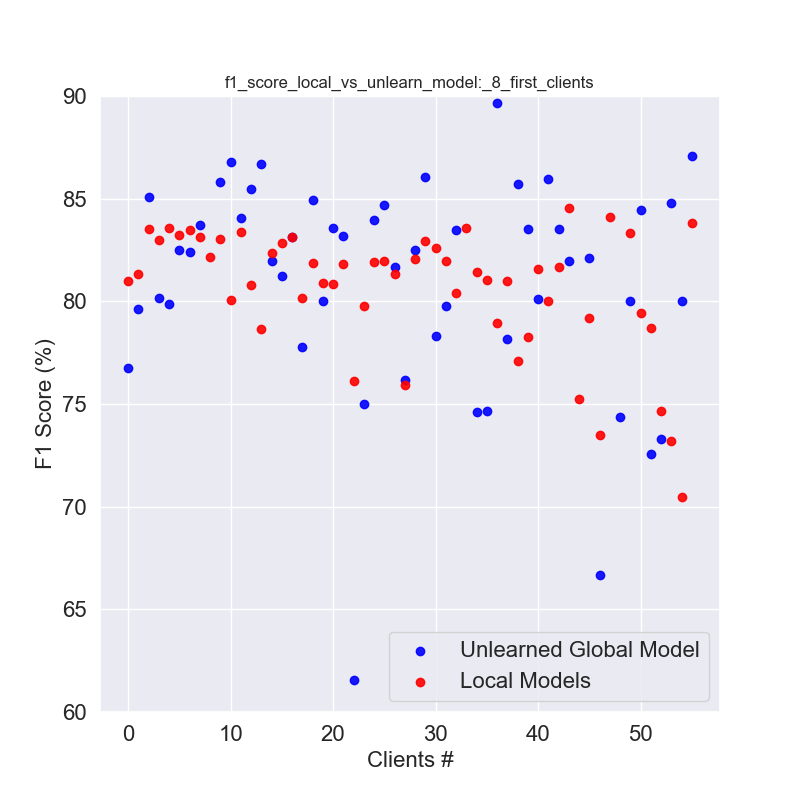 f1_score_local_vs_unlearn_model:_8_first_clients
90
85
80
75
70
65
60
F1 Score (%)
Unlearned Global Model
Local Models
0 10 20 30 40 50
Clients #